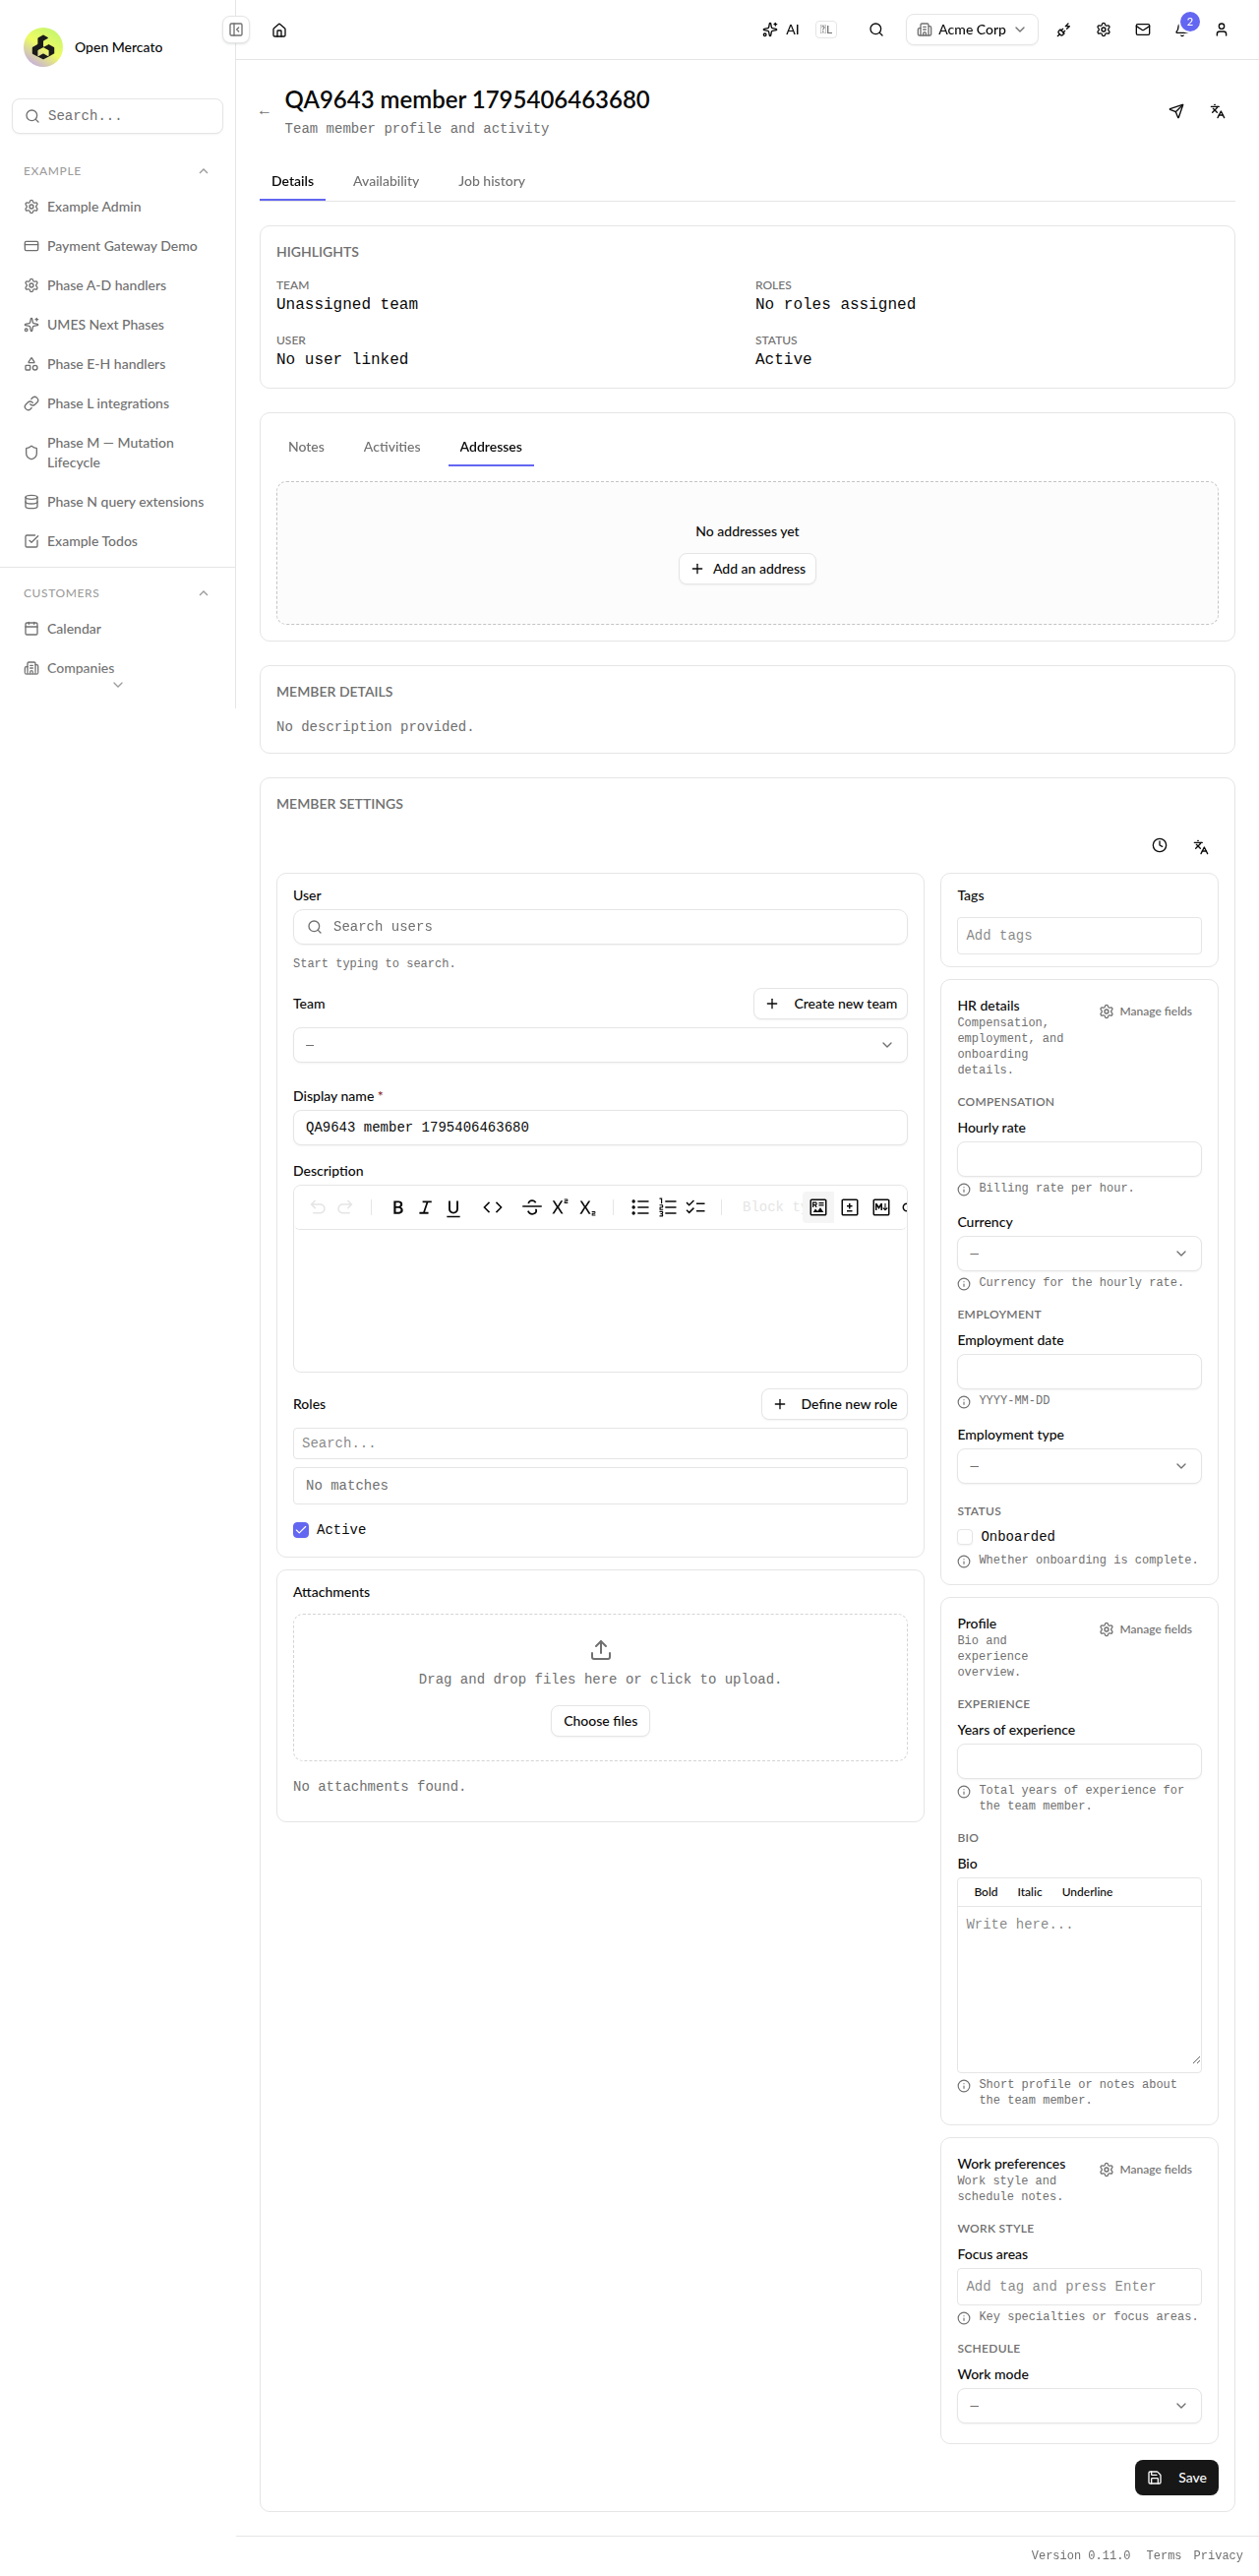 Open Mercato
AI
Acme Corp
2
Search...
QA9643 member 1795406463680
Team member profile and activity
EXAMPLE
Example Admin
Payment Gateway Demo
Phase A-D handlers
UMES Next Phases
Phase E-H handlers
Phase L integrations
Phase M — Mutation
Lifecycle
Phase N query extensions
Example Todos
CUSTOMERS
Calendar
Companies
Details
Availability
Job history
HIGHLIGHTS
TEAM
Unassigned team
ROLES
No roles assigned
USER
No user linked
STATUS
Active
Notes
Activities
Addresses
No addresses yet
Add an address
MEMBER DETAILS
No description provided.
MEMBER SETTINGS
User
Search users
Start typing to search.
Team
Create new team
—
Display name *
QA9643 member 1795406463680
Description
Block
Roles
Define new role
Search...
No matches
Active
Attachments
Drag and drop files here or click to upload.
Choose files
No attachments found.
Tags
Add tags
HR details
Manage fields
Compensation,
employment, and
onboarding
details.
COMPENSATION
Hourly rate
Billing rate per hour.
Currency
—
Currency for the hourly rate.
EMPLOYMENT
Employment date
YYYY-MM-DD
Employment type
—
STATUS
Onboarded
Whether onboarding is complete.
Profile
Manage fields
Bio and
experience
overview.
EXPERIENCE
Years of experience
Total years of experience for
the team member.
BIO
Bio
Bold
Italic
Underline
Write here...
Short profile or notes about
the team member.
Work preferences
Manage fields
Work style and
schedule notes.
WORK STYLE
Focus areas
Add tag and press Enter
Key specialties or focus areas.
SCHEDULE
Work mode
—
Save
Version 0.11.0
Terms
Privacy